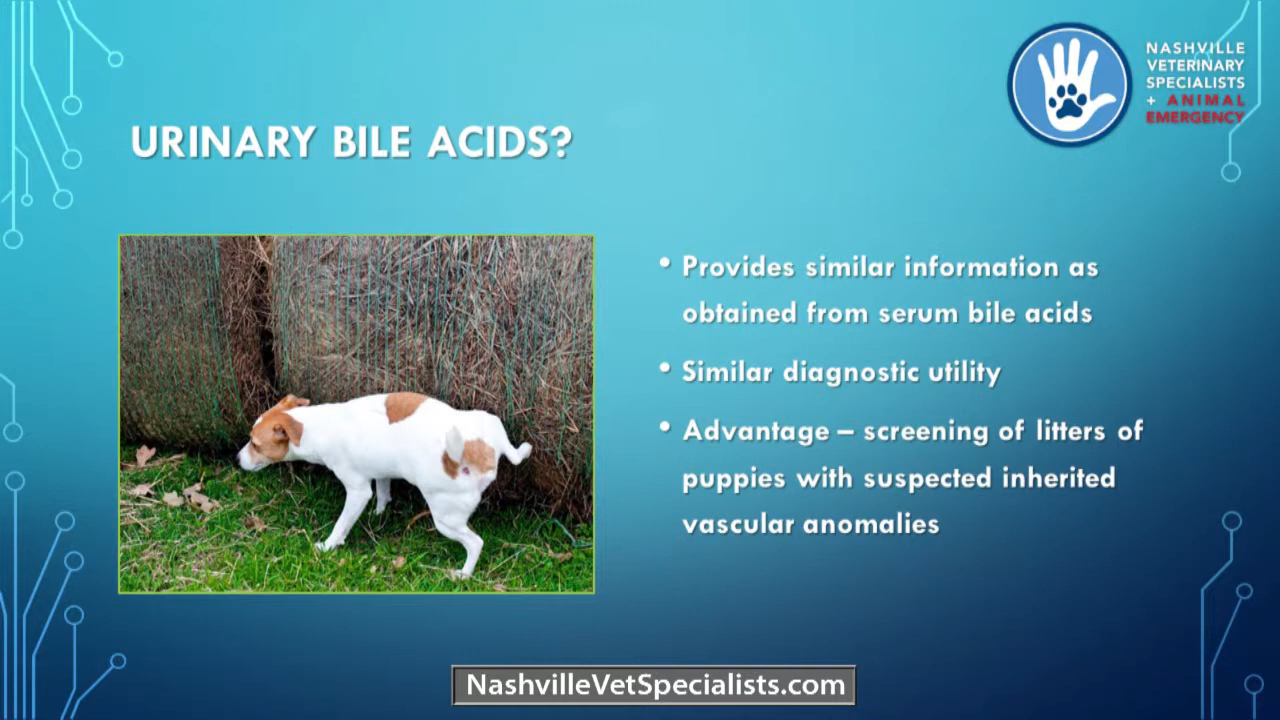 NASHVILLE
VETERINARY
SPECIALISTS
+ ANIMAL
EMERGENCY
URINARY BILE ACIDS?
• Provides similar information as
obtained from serum bile acids
• Similar diagnostic utility
• Advantage – screening of litters of
puppies with suspected inherited
vascular anomalies
NashvilleVetSpecialists.com